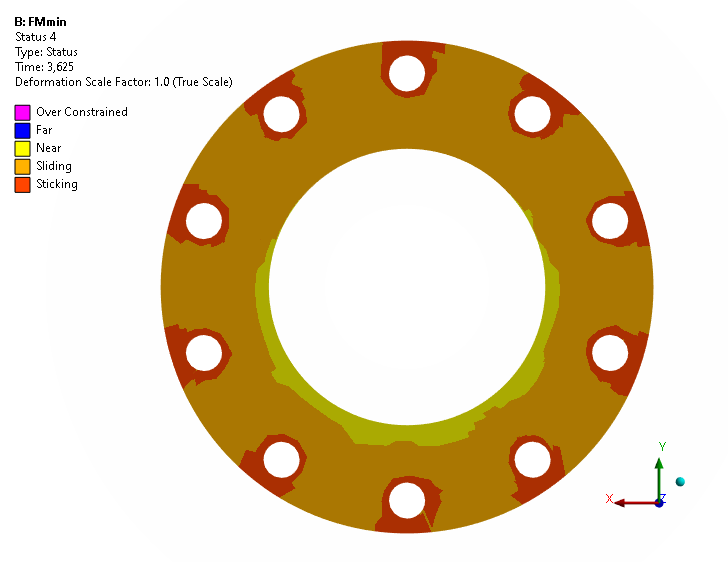 B: FMmin
Status 4
Type: Status
Time: 3,625
Deformation Scale Factor: 1.0 (True Scale)
Over Constrained
Far
Near
Sliding
Sticking
Y
X
Z